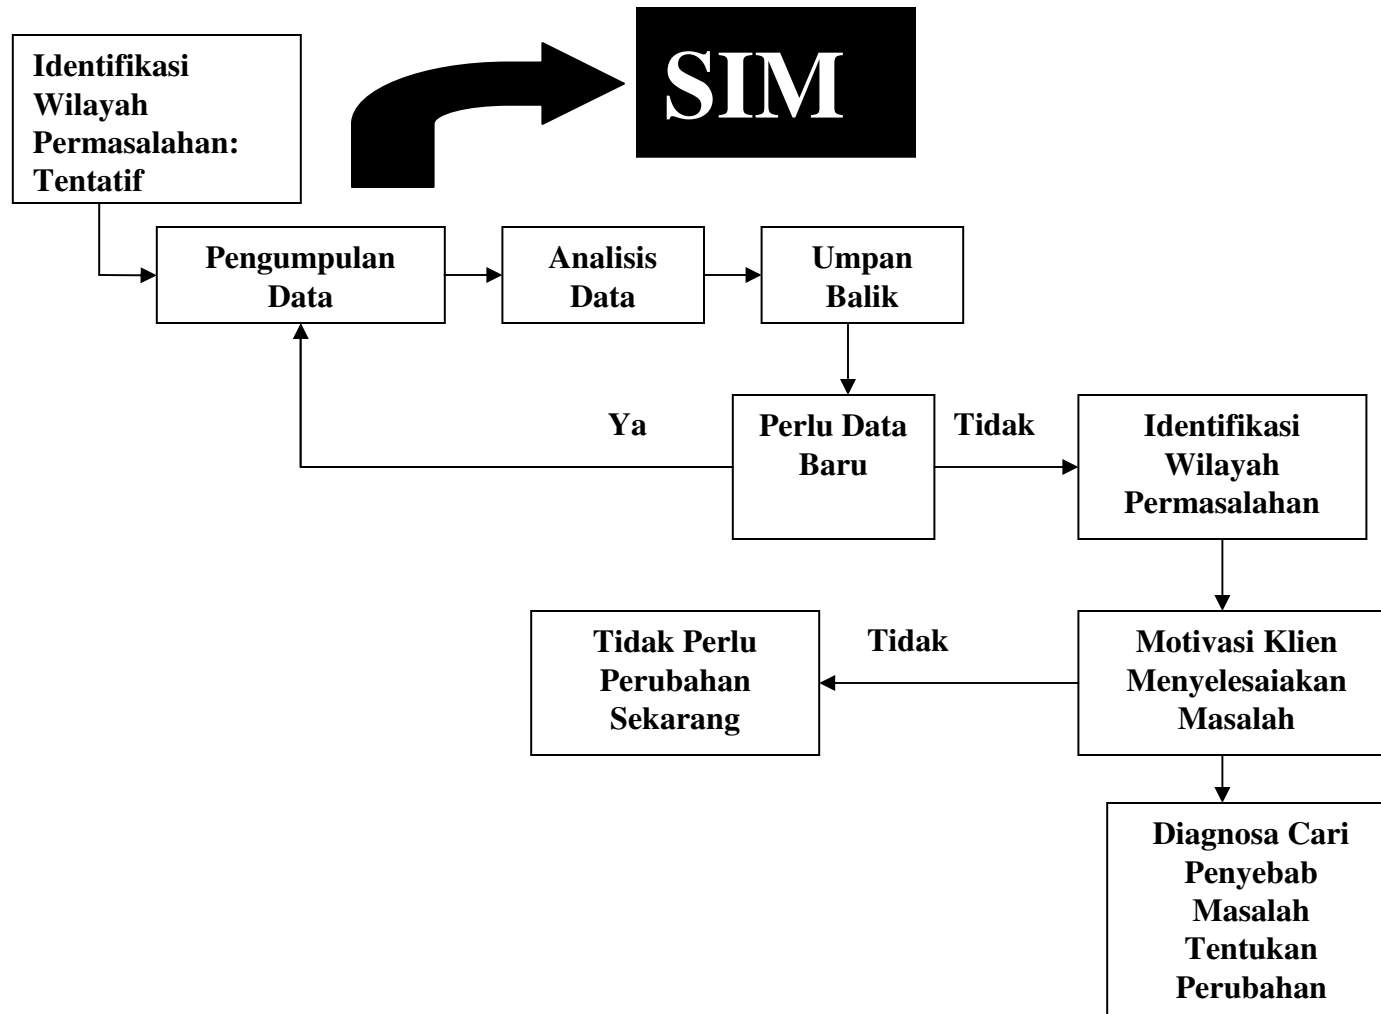 Identifikasi
Wilayah
Permasalahan:
Tentatif
SIM
Pengumpulan
Data
Analisis
Data
Umpan
Balik
Ya
Perlu Data
Baru
Tidak
Identifikasi
Wilayah
Permasalahan
Tidak Perlu
Perubahan
Sekarang
Tidak
Motivasi Klien
Menyelesaiakan
Masalah
Diagnosa Cari
Penyebab
Masalah
Tentukan
Perubahan